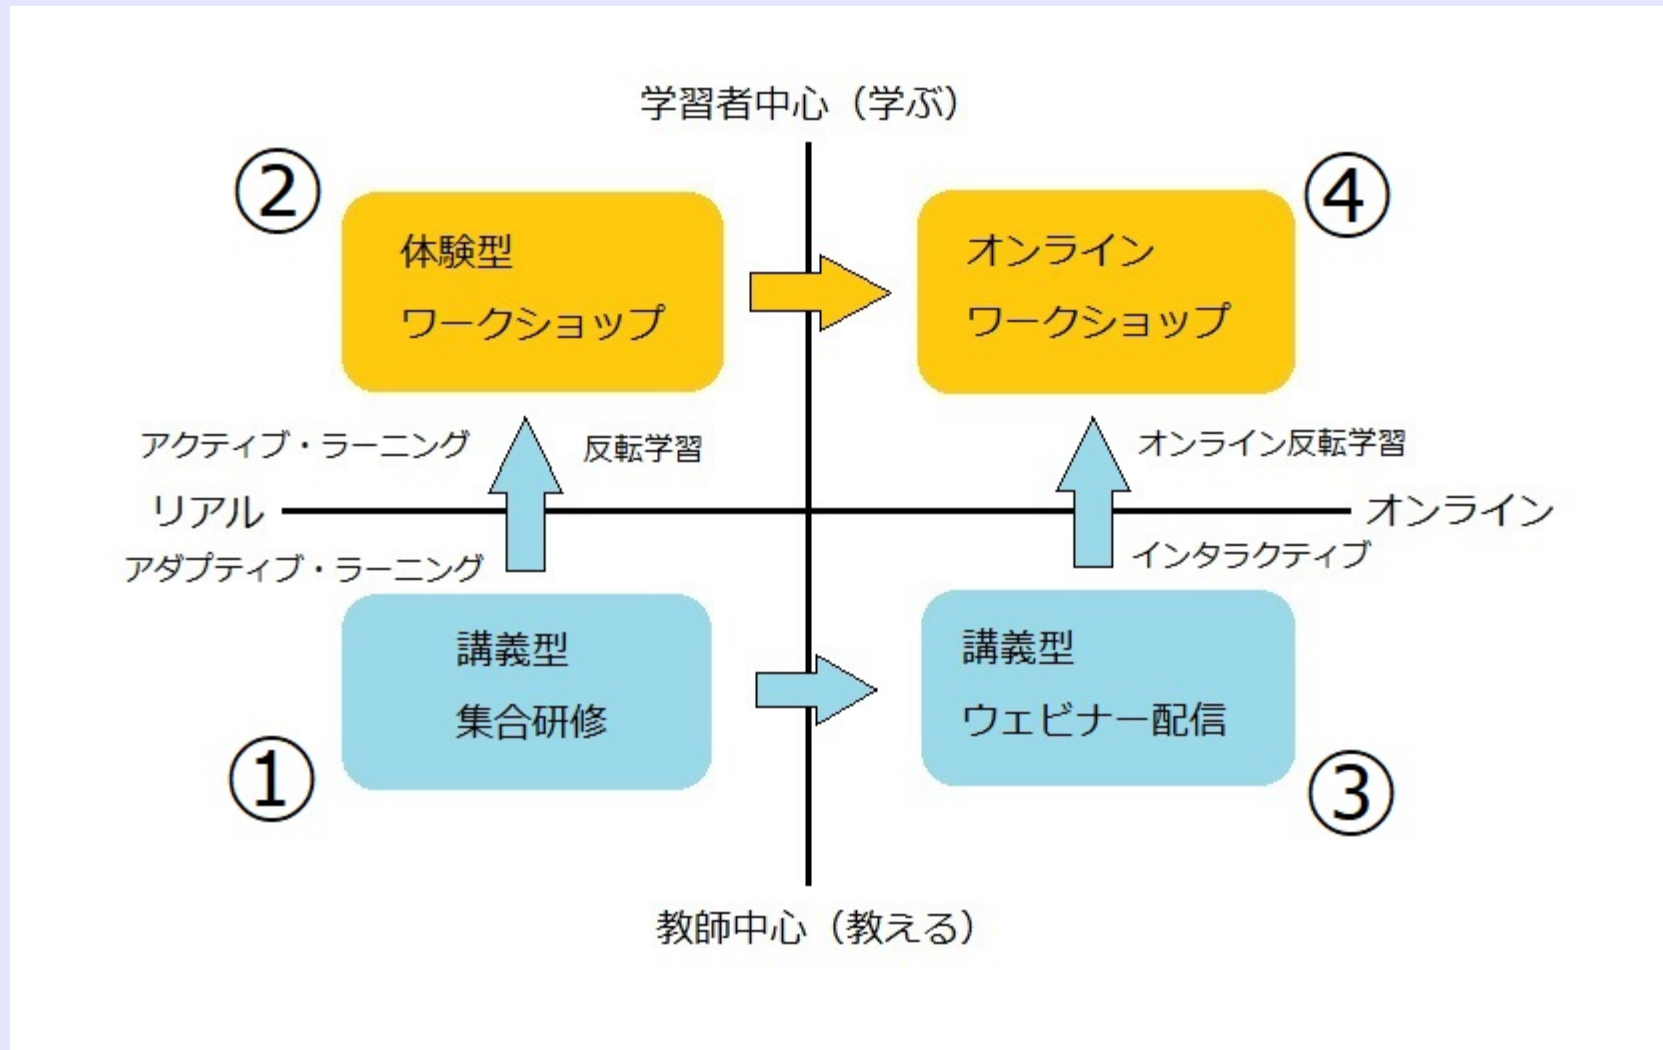 学習者中心（学ぶ）
②
④
体験型
ワークショップ
オンライン
ワークショップ
アクティブ・ラーニング
反転学習
オンライン反転学習
リアル
オンライン
アダプティブ・ラーニング
インタラクティブ
講義型
集合研修
講義型
ウェビナー配信
①
③
教師中心（教える）